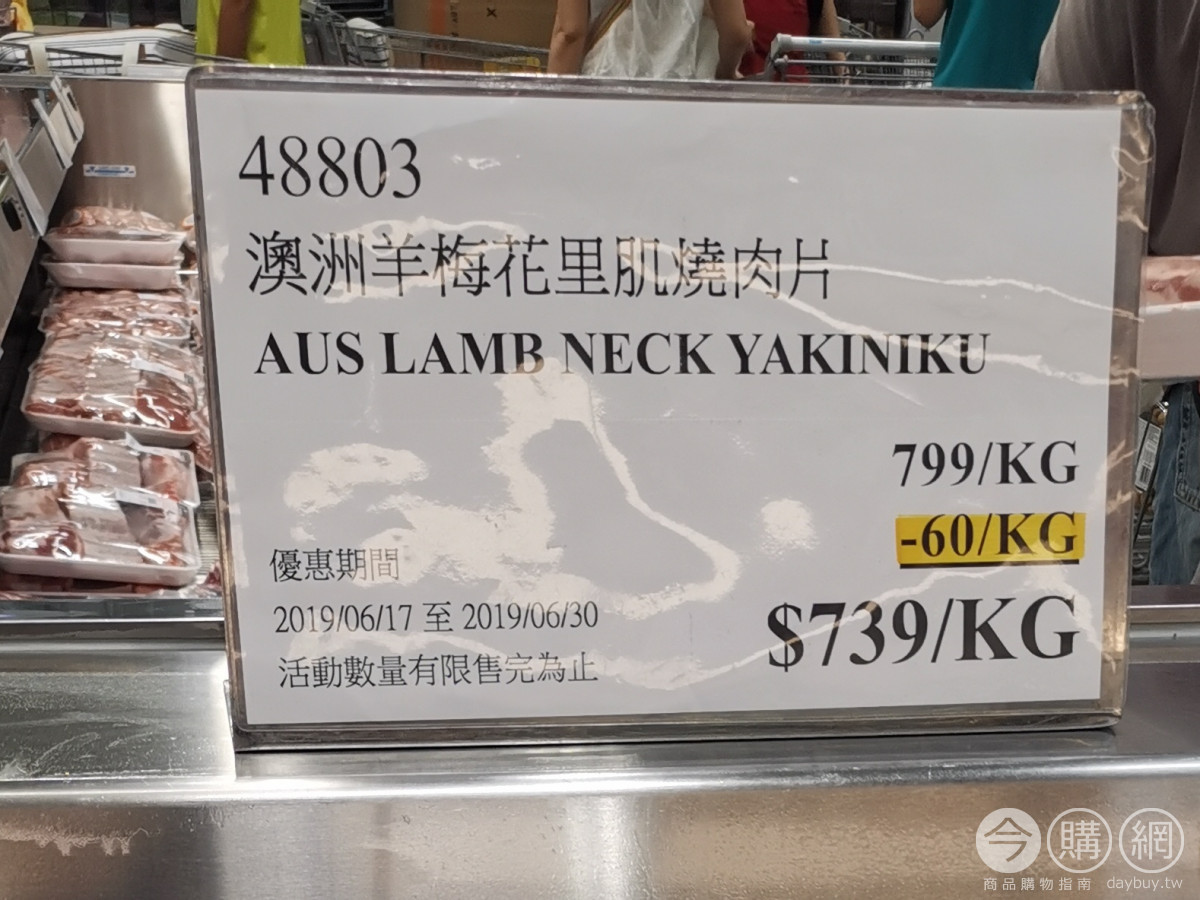 48803
澳洲羊梅花里肌燒肉片
AUS LAMB NECK YAKINIKU
799/KG
-60/KG
$739/KG
優惠期間
2019/06/17 至 2019/06/30
活動數量有限售完為止
今購網
商品購物指南 daybuy.tw